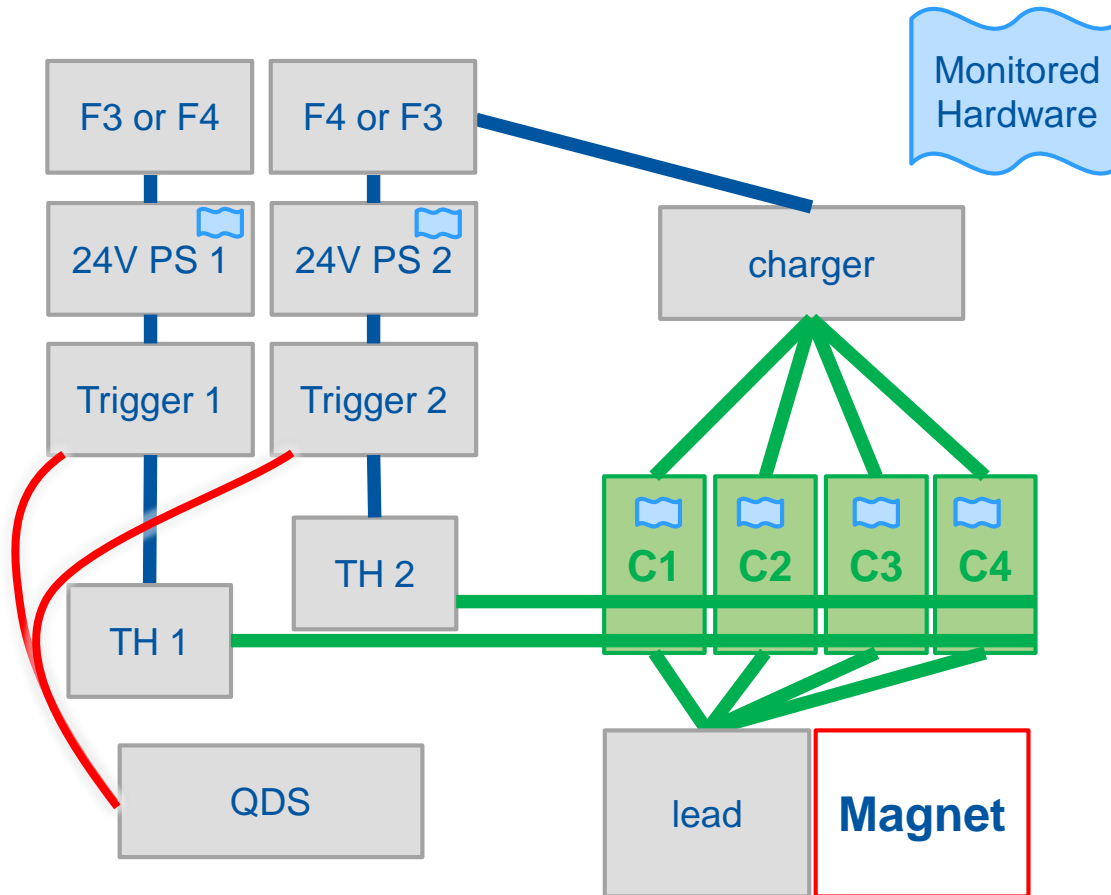 Monitored
Hardware
F3 or F4
F4 or F3
24V PS 1
24V PS 2
charger
Trigger 1
Trigger 2
TH 2
C1
C2
C3
C4
TH 1
QDS
lead
Magnet